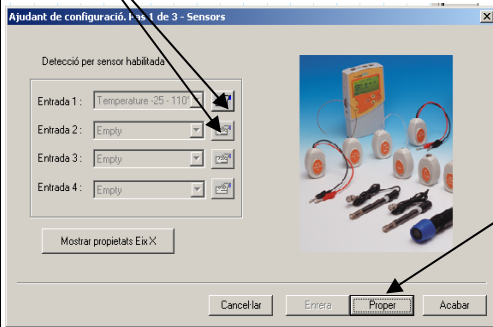 Ajudant de configuració. Pas 1 de 3 - Sensors
Detecció per sensor habilitada
Entrada 1 : Temperature -25 - 110°
Entrada 2 : Empty
Entrada 3 : Empty
Entrada 4 : Empty
Mostrar propietats Eix X
Cancel·lar Enrera Proper Acabar